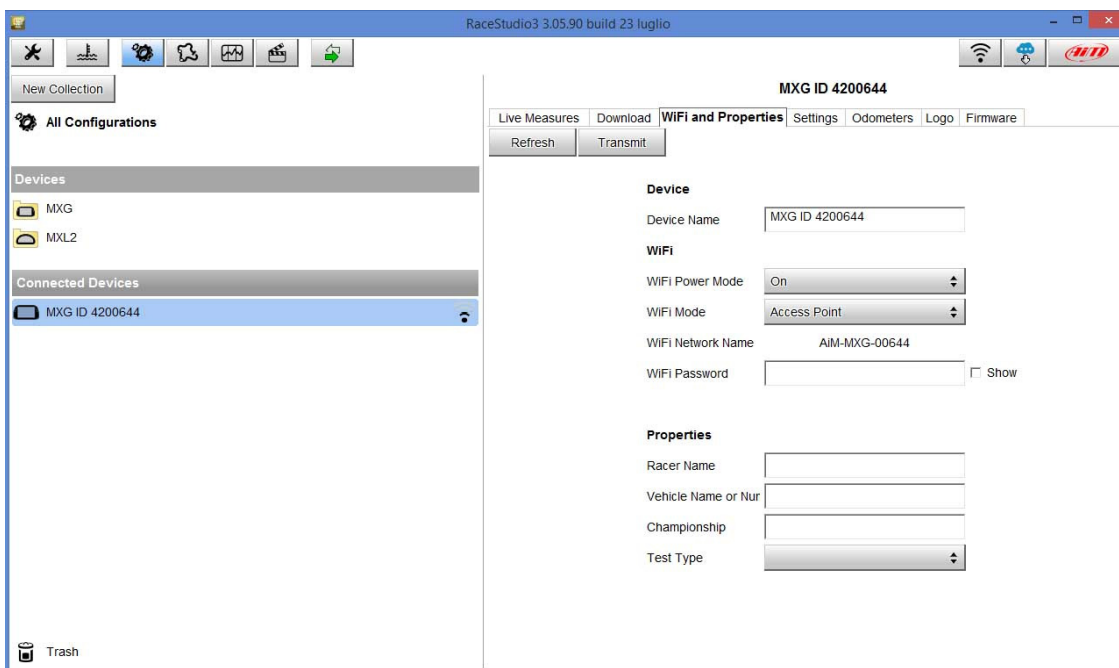 RaceStudio3 3.05.90 build 23 luglio
AiM
New Collection
All Configurations
Devices
MXG
MXL2
Connected Devices
MXG ID 4200644
Trash
MXG ID 4200644
Live Measures Download WiFi and Properties Settings Odometers Logo Firmware
Refresh Transmit
Device
Device Name MXG ID 4200644
WiFi
WiFi Power Mode On
WiFi Mode Access Point
WiFi Network Name AiM-MXG-00644
WiFi Password Show
Properties
Racer Name
Vehicle Name or Nur
Championship
Test Type